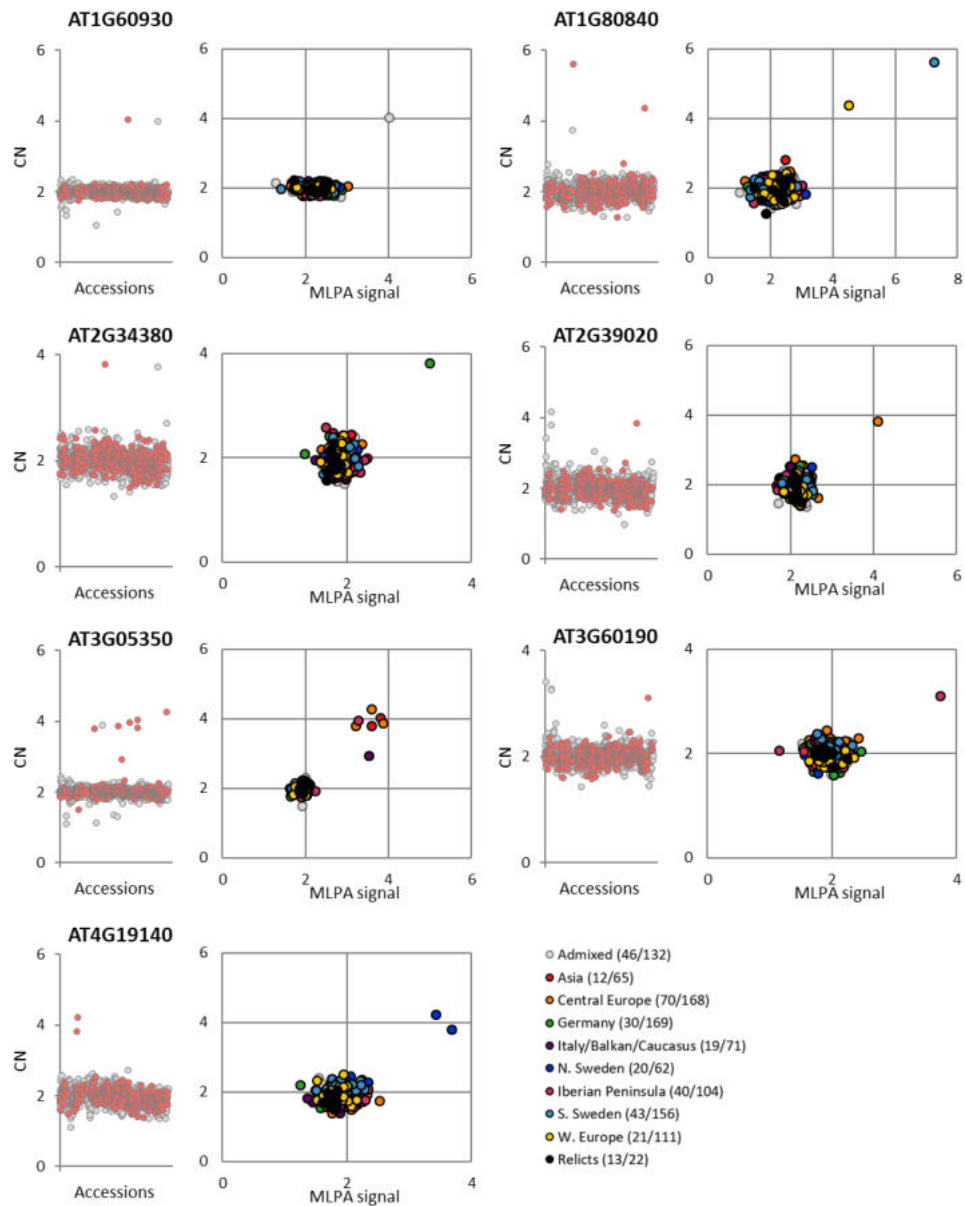 AT1G60930
AT1G80840
6
4
2
0
CN
Accessions
6
4
2
0
0 2 4 6
MLPA signal
6
4
2
0
CN
Accessions
6
4
2
0
0 2 4 6 8
MLPA signal
AT2G34380
AT2G39020
4
2
0
CN
Accessions
4
2
0
0 2 4
MLPA signal
6
4
2
0
CN
Accessions
6
4
2
0
0 2 4 6
MLPA signal
AT3G05350
AT3G60190
6
4
2
0
CN
Accessions
6
4
2
0
0 2 4 6
MLPA signal
4
2
0
CN
Accessions
4
2
0
0 2 4
MLPA signal
AT4G19140
6
4
2
0
CN
Accessions
6
4
2
0
0 2 4
MLPA signal
Admixed (46/132)
Asia (12/65)
Central Europe (70/168)
Germany (30/169)
Italy/Balkan/Caucasus (19/71)
N. Sweden (20/62)
Iberian Peninsula (40/104)
S. Sweden (43/156)
W. Europe (21/111)
Relicts (13/22)